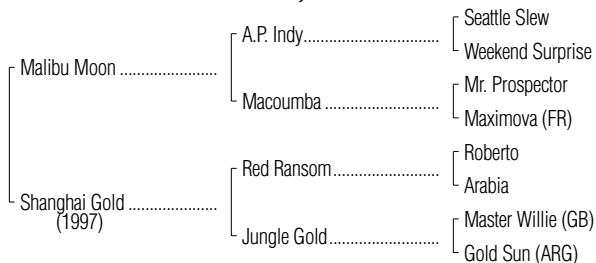 Seattle Slew
A.P. Indy
Weekend Surprise
Malibu Moon
Mr. Prospector
Macoumba
Maximova (FR)
Roberto
Red Ransom
Arabia
Shanghai Gold
(1997)
Master Willie (GB)
Jungle Gold
Gold Sun (ARG)